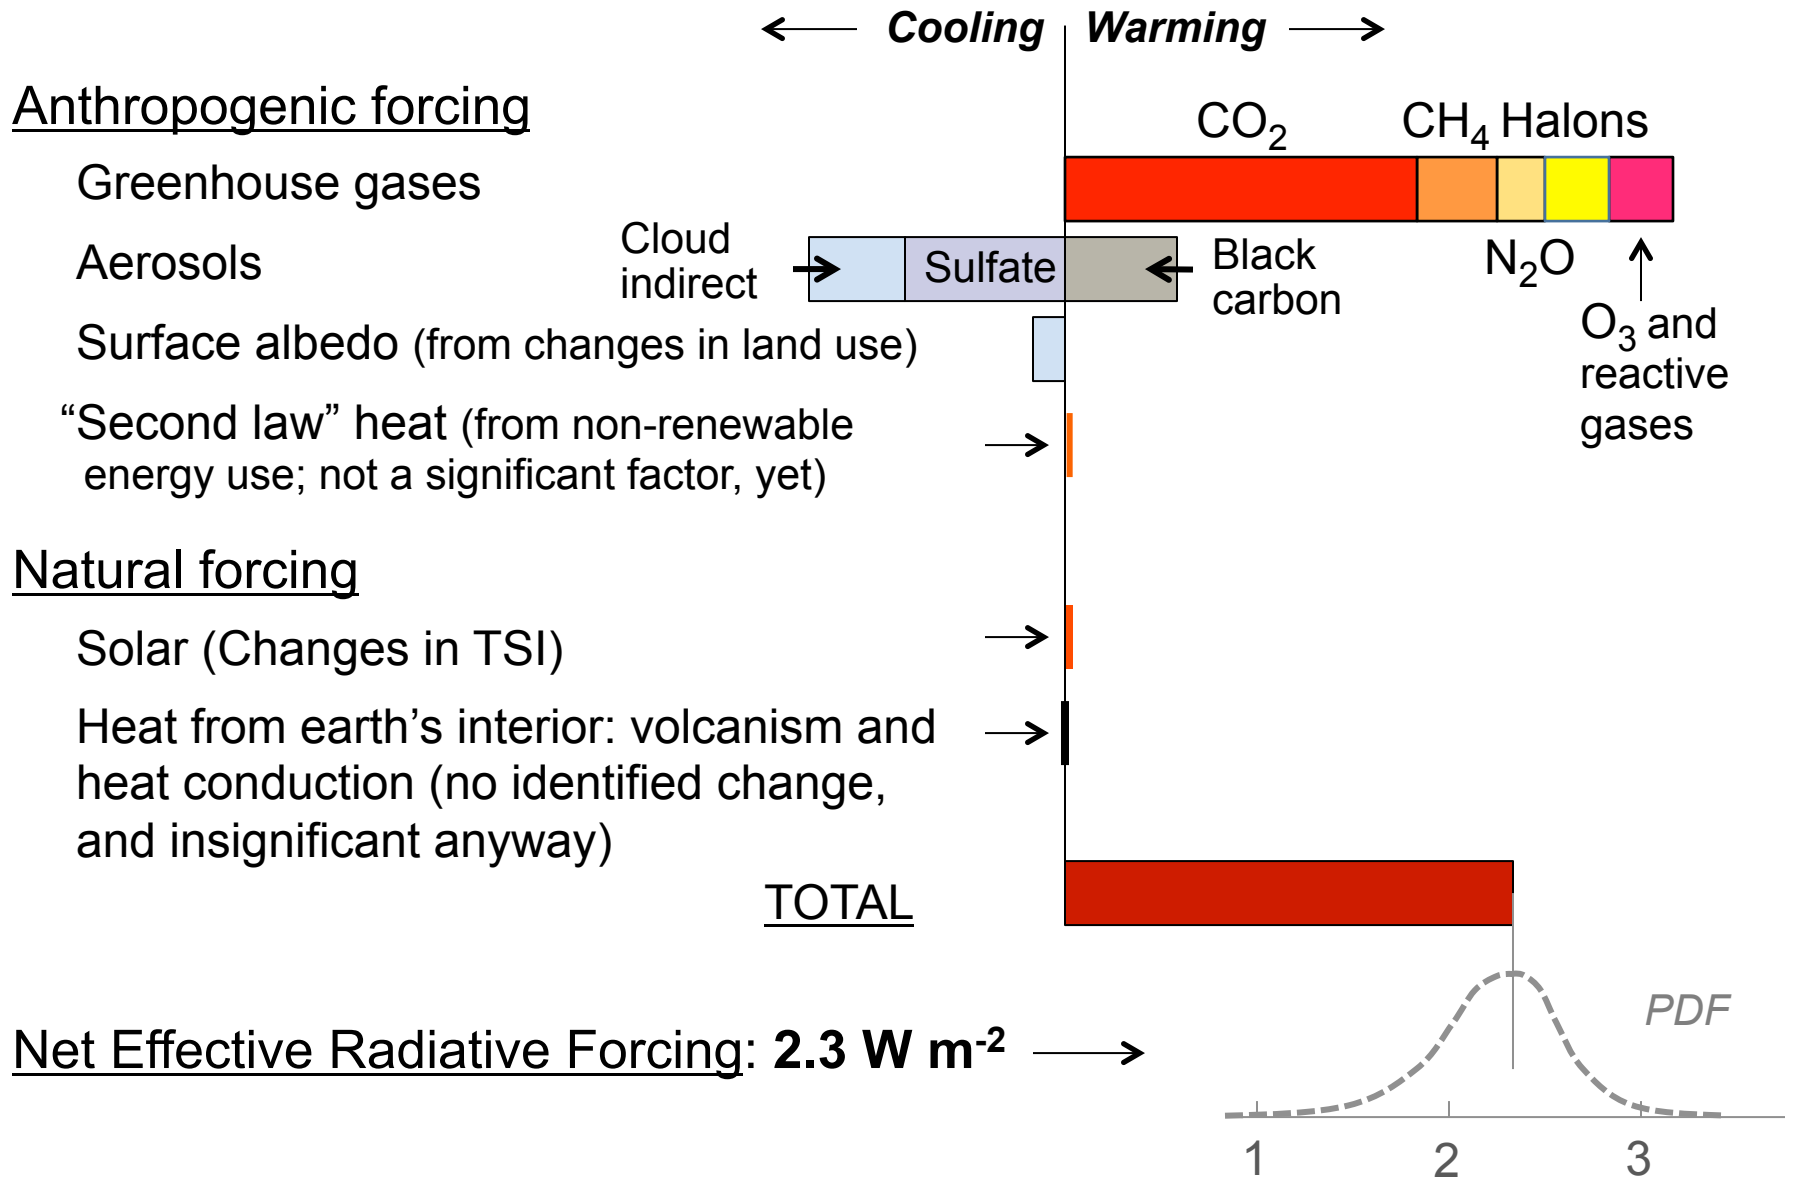 Cooling Warming
Anthropogenic forcing
CO2 CH4 Halons
Greenhouse gases
Aerosols
Cloud
indirect
Sulfate
Black
carbon
N2O
O3 and
reactive
gases
Surface albedo (from changes in land use)
“Second law” heat (from non-renewable
energy use; not a significant factor, yet)
Natural forcing
Solar (Changes in TSI)
Heat from earth’s interior: volcanism and
heat conduction (no identified change,
and insignificant anyway)
TOTAL
PDF
Net Effective Radiative Forcing: 2.3 W m-2
1 2 3